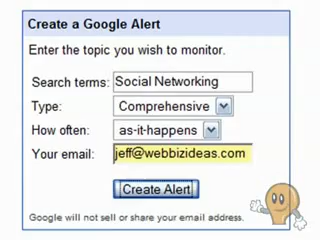 Create a Google Alert
Enter the topic you wish to monitor.
Search terms: Social Networking
Type: Comprehensive
How often: as-it-happens
Your email: jeff@webbizideas.com
Create Alert
Google will not sell or share your email address.